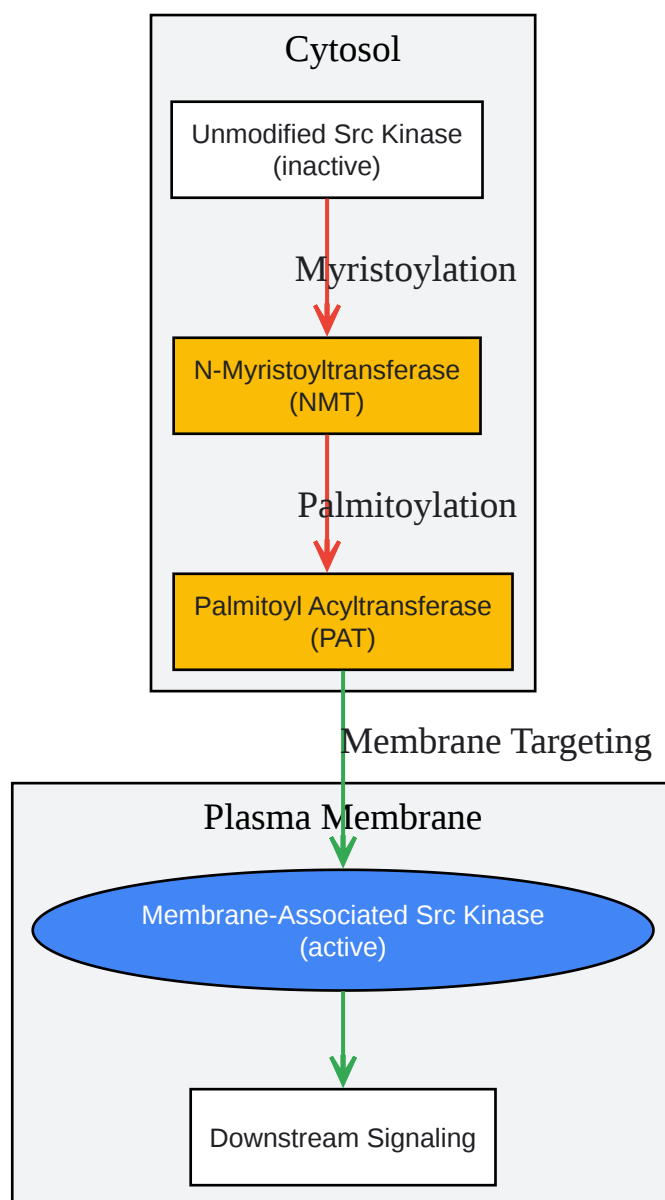 Cytosol
Unmodified Src Kinase
(inactive)
Myristoylation
N-Myristoyltransferase
(NMT)
Palmitoylation
Palmitoyl Acyltransferase
(PAT)
Membrane Targeting
Plasma Membrane
Membrane-Associated Src Kinase
(active)
Downstream Signaling